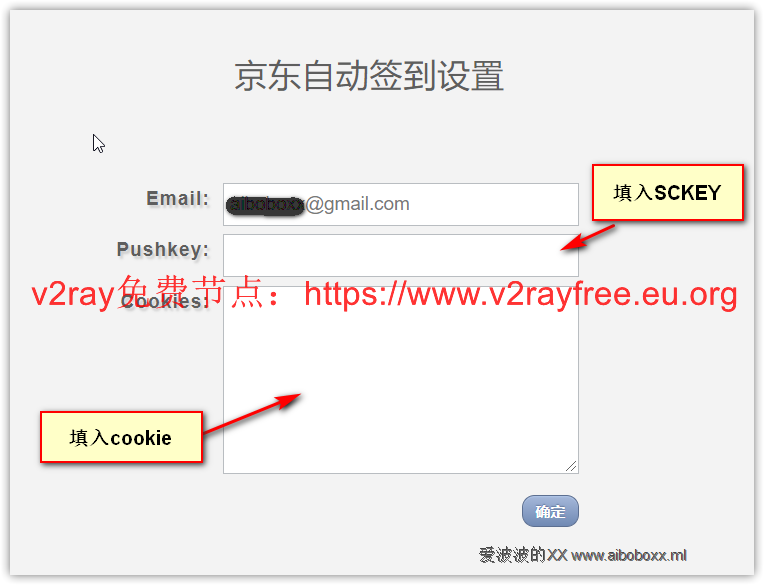 京东自动签到设置
填入SCKEY
Email: @gmail.com
Pushkey:
v2ray免费节点：https://www.v2rayfree.eu.org
Cookies:
填入cookie
确定
爱波波的XX www.aiboboxx.ml